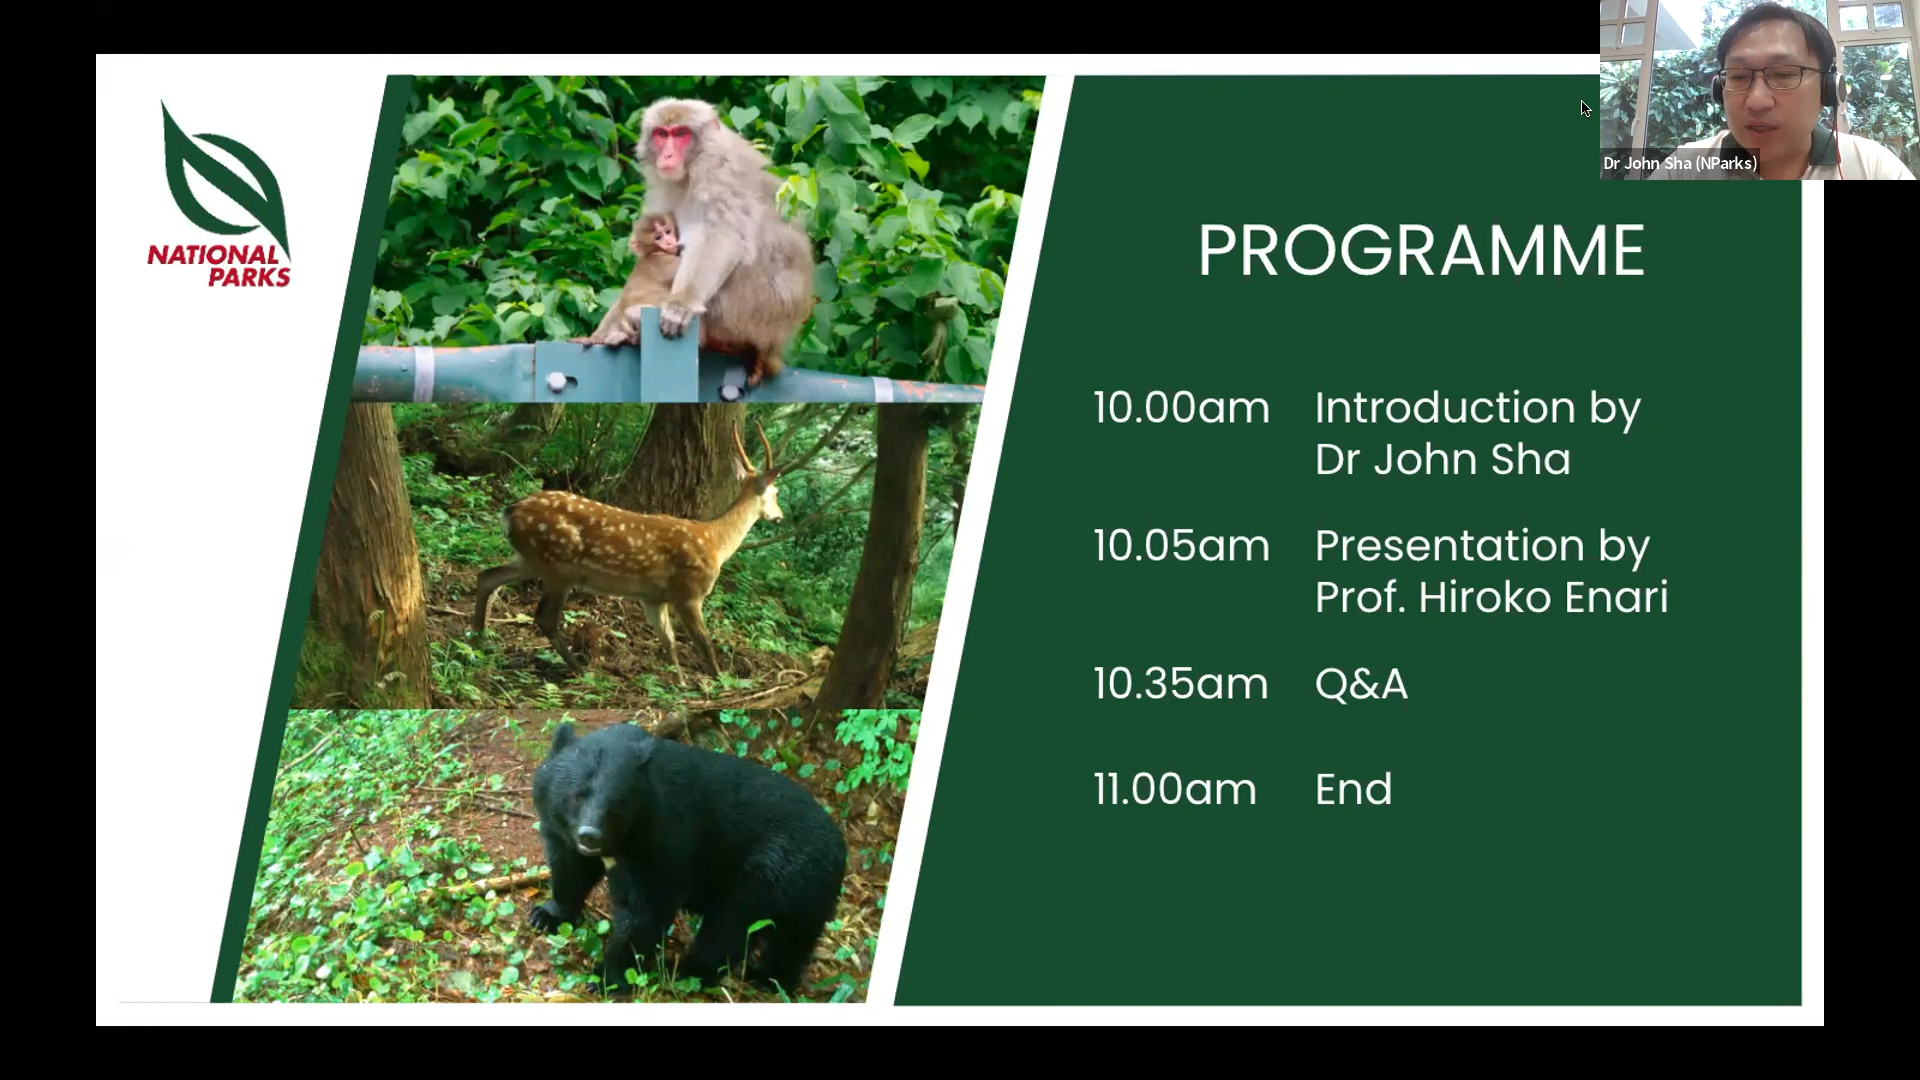 NATIONAL
PARKS
Dr John Sha (NParks)
PROGRAMME
10.00am Introduction by
Dr John Sha
10.05am Presentation by
Prof. Hiroko Enari
10.35am Q&A
11.00am End